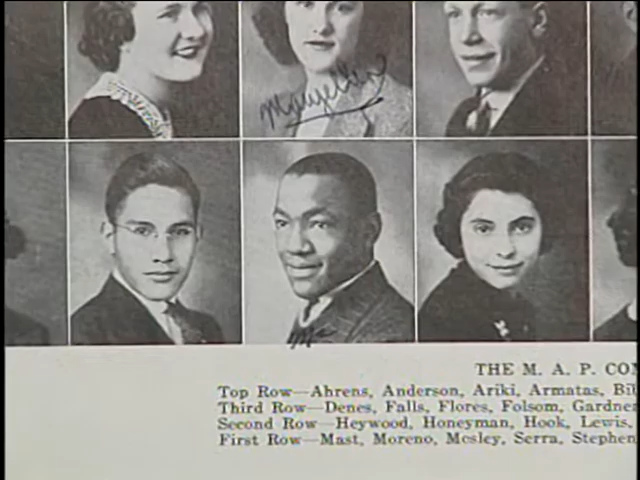 THE M. A. P. CO
Top Row—Ahrens, Anderson, Ariki, Armatas,
Third Row—Denes, Falls, Flores, Folsom, Gardne
Second Row—Heywood, Honeyman, Hook, Lewis,
First Row—Mast, Moreno, Mosley, Serra, Stephen